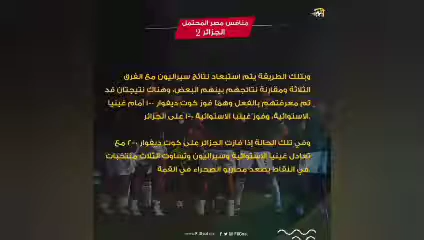 منافس مصر المحتمل
الجزائر 2
وبتلك الطريقة يتم استبعاد نتائج سيراليون مع الفرق
الثلاثة ومقارنة نتائجهم ببينهم البعض، وهناك نتيجتان قد
تم معرفتهم بالفعل وهما فوز كوت ديفوار ١-٠ أمام غينيا
الاستوائية، وفوز غينيا الاستوائية ١-٠ على الجزائر.
وفي تلك الحالة إذا فازت الجزائر على كوت ديفوار ٢-٠ مع
تعادل غينيا الاستوائية وسيراليون وتساوت الثلاث منتخبات
في النقاط يصعد محاربو الصحراء في القمة.